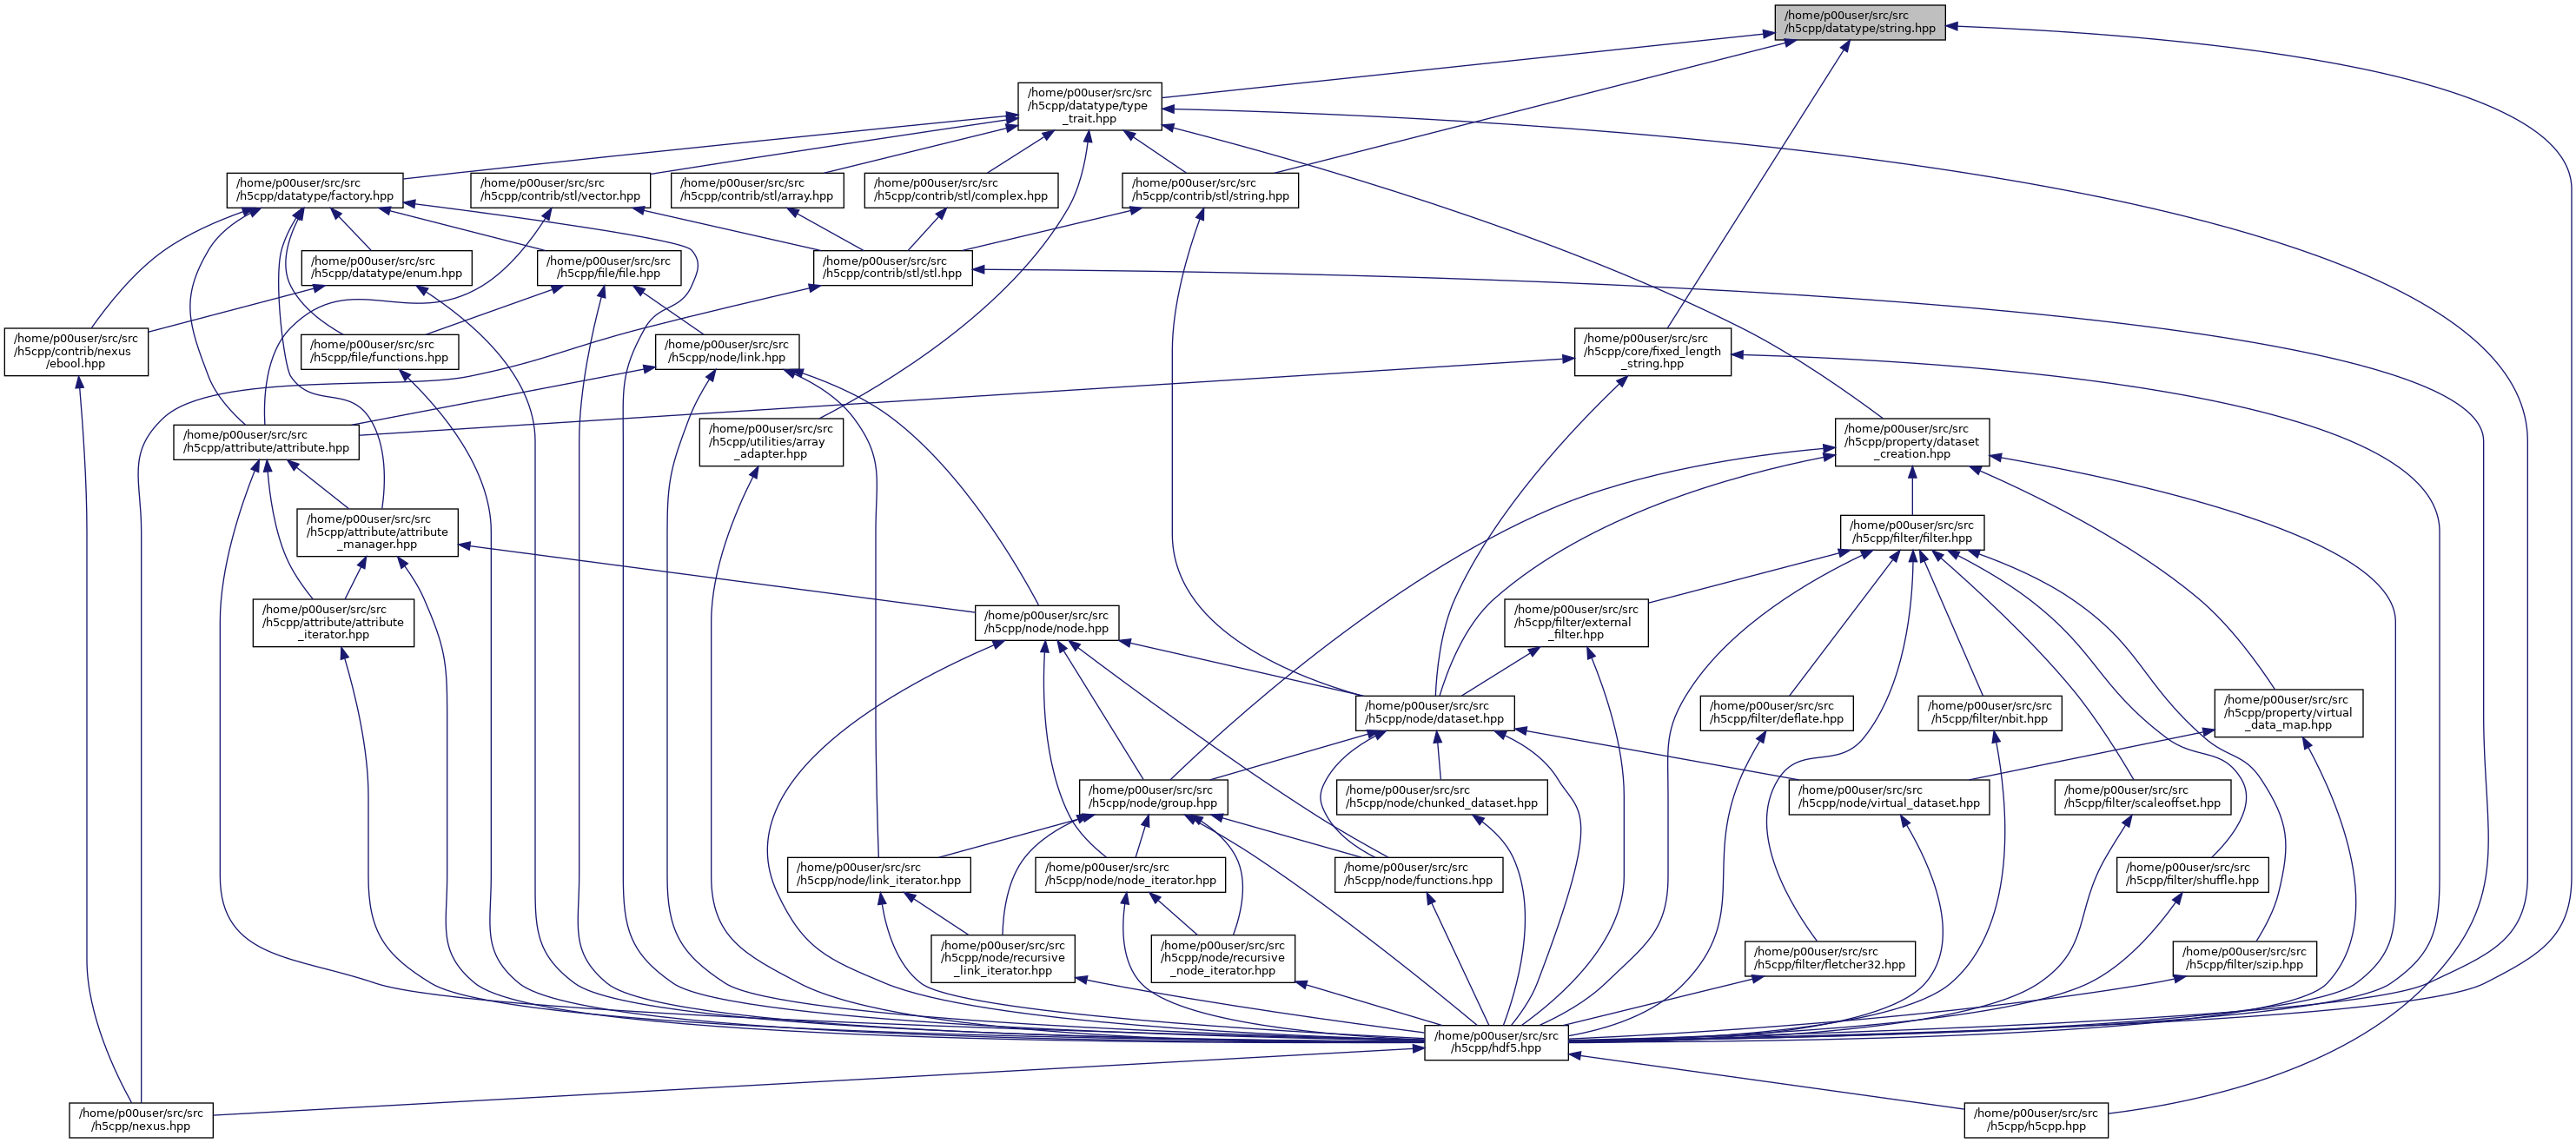 /home/p00user/src/src
/h5cpp/datatype/string.hpp
/home/p00user/src/src
/h5cpp/datatype/type
_trait.hpp
/home/p00user/src/src
/h5cpp/datatype/factory.hpp
/home/p00user/src/src
/h5cpp/contrib/stl/vector.hpp
/home/p00user/src/src
/h5cpp/contrib/stl/array.hpp
/home/p00user/src/src
/h5cpp/contrib/stl/complex.hpp
/home/p00user/src/src
/h5cpp/contrib/stl/string.hpp
/home/p00user/src/src
/h5cpp/datatype/enum.hpp
/home/p00user/src/src
/h5cpp/file/file.hpp
/home/p00user/src/src
/h5cpp/contrib/stl/stl.hpp
/home/p00user/src/src
/h5cpp/contrib/nexus
/ebool.hpp
/home/p00user/src/src
/h5cpp/file/functions.hpp
/home/p00user/src/src
/h5cpp/node/link.hpp
/home/p00user/src/src
/h5cpp/core/fixed_length
_string.hpp
/home/p00user/src/src
/h5cpp/attribute/attribute.hpp
/home/p00user/src/src
/h5cpp/utilities/array
_adapter.hpp
/home/p00user/src/src
/h5cpp/property/dataset
_creation.hpp
/home/p00user/src/src
/h5cpp/attribute/attribute
_manager.hpp
/home/p00user/src/src
/h5cpp/filter/filter.hpp
/home/p00user/src/src
/h5cpp/attribute/attribute
_iterator.hpp
/home/p00user/src/src
/h5cpp/node/node.hpp
/home/p00user/src/src
/h5cpp/filter/external
_filter.hpp
/home/p00user/src/src
/h5cpp/node/dataset.hpp
/home/p00user/src/src
/h5cpp/filter/deflate.hpp
/home/p00user/src/src
/h5cpp/filter/nbit.hpp
/home/p00user/src/src
/h5cpp/property/virtual
_data_map.hpp
/home/p00user/src/src
/h5cpp/node/group.hpp
/home/p00user/src/src
/h5cpp/node/chunked_dataset.hpp
/home/p00user/src/src
/h5cpp/node/virtual_dataset.hpp
/home/p00user/src/src
/h5cpp/filter/scaleoffset.hpp
/home/p00user/src/src
/h5cpp/node/link_iterator.hpp
/home/p00user/src/src
/h5cpp/node/node_iterator.hpp
/home/p00user/src/src
/h5cpp/node/functions.hpp
/home/p00user/src/src
/h5cpp/filter/shuffle.hpp
/home/p00user/src/src
/h5cpp/node/recursive
_link_iterator.hpp
/home/p00user/src/src
/h5cpp/node/recursive
_node_iterator.hpp
/home/p00user/src/src
/h5cpp/filter/fletcher32.hpp
/home/p00user/src/src
/h5cpp/filter/szip.hpp
/home/p00user/src/src
/h5cpp/hdf5.hpp
/home/p00user/src/src
/h5cpp/nexus.hpp
/home/p00user/src/src
/h5cpp/h5cpp.hpp